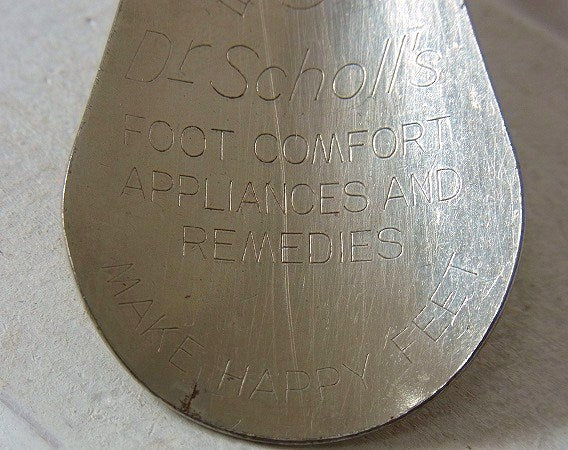 Dr Scholl's
FOOT COMFORT
APPLIANCES AND
REMEDIES
MAKE HAPPY FEET